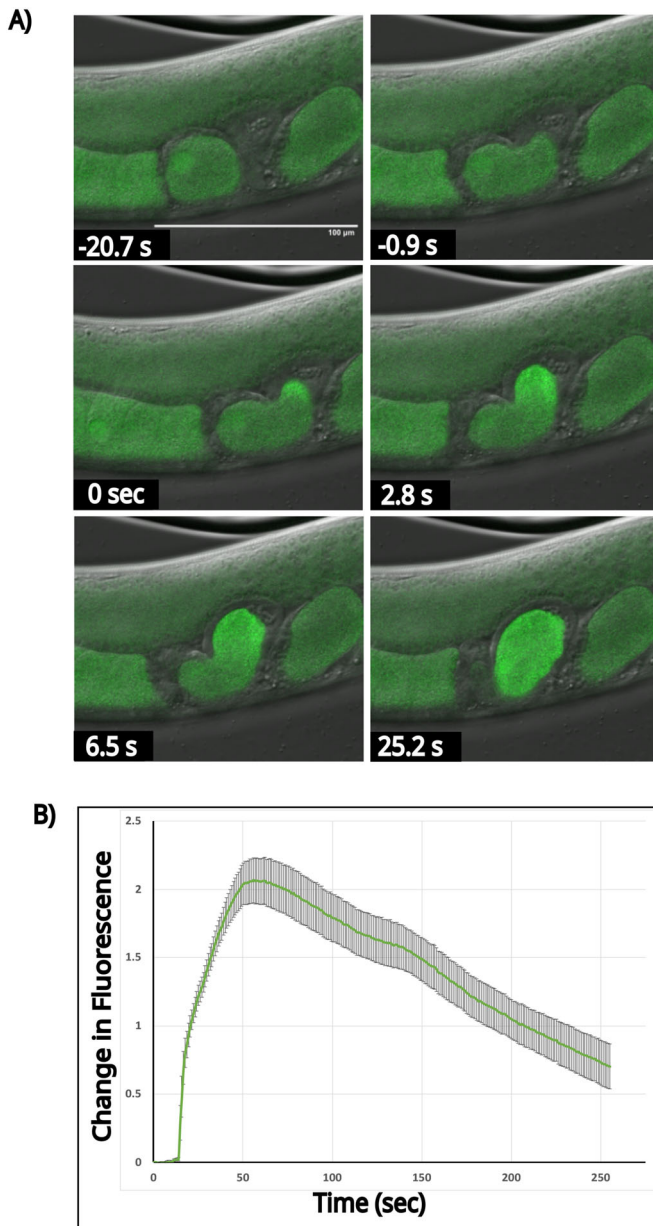 A)
-20.7 s
100 µm
-0.9 s
0 sec
2.8 s
6.5 s
25.2 s
B)
Change in Fluorescence
2.5
2
1.5
1
0.5
0
0 50 100 150 200 250
Time (sec)